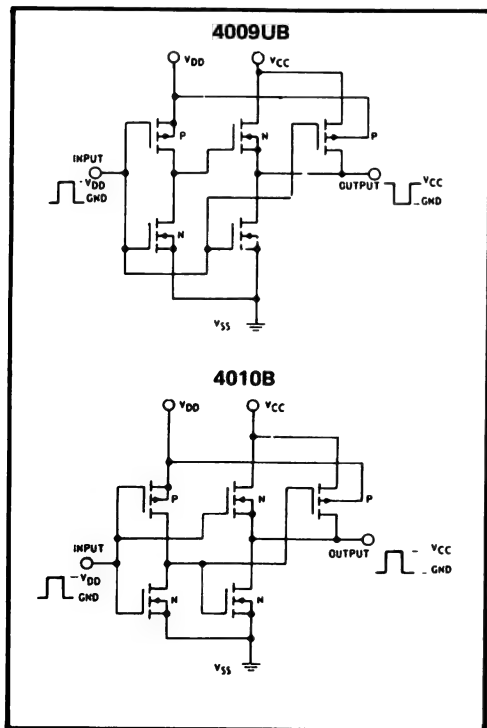 4009UB
VDD
VCC
P
N
P
INPUT
VDD
GND
OUTPUT
VCC
GND
N
VSS
4010B
VDD
VCC
P
N
P
INPUT
VDD
GND
OUTPUT
VCC
GND
N
N
VSS